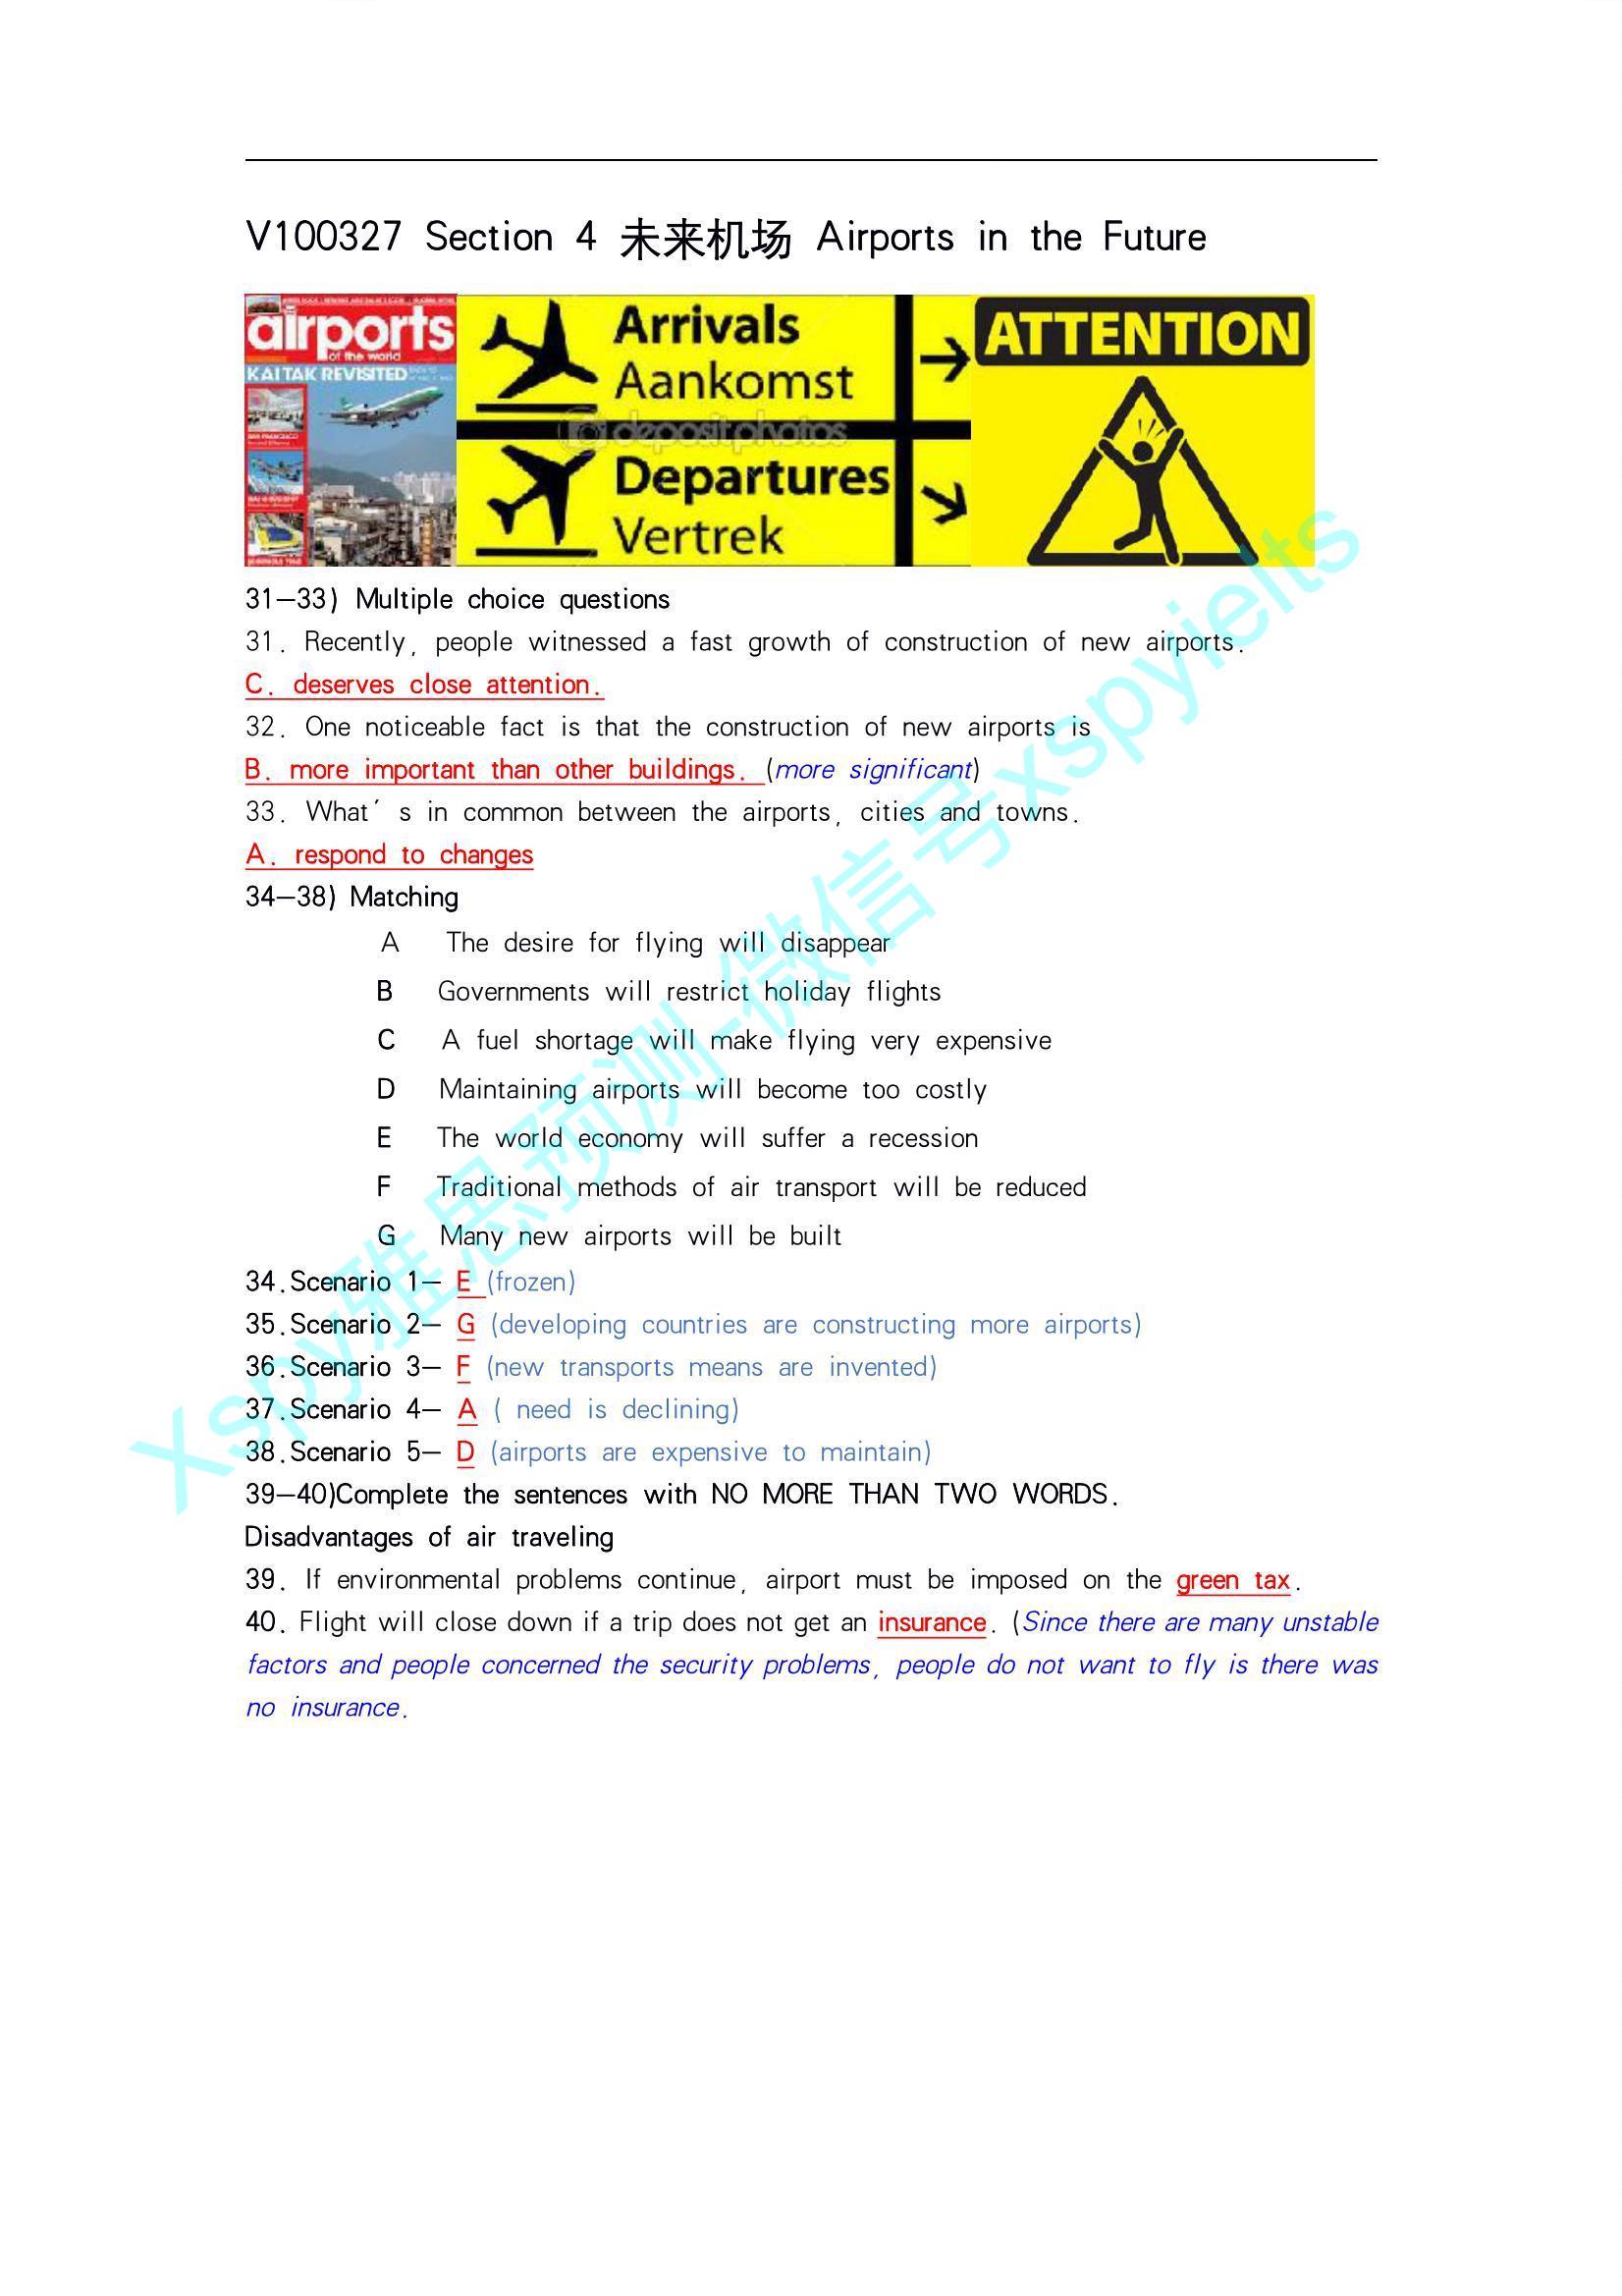 V100327 Section 4 未来机场 Airports in the Future
airports
of the world
KAI TAK REVISITED
Arrivals
Aankomst
depositphotos
Departures
Vertrek
ATTENTION
31—33) Multiple choice questions
31. Recently, people witnessed a fast growth of construction of new airports.
C. deserves close attention.
32. One noticeable fact is that the construction of new airports is
B. more important than other buildings. (more significant)
33. What's in common between the airports, cities and towns.
A. respond to changes
34—38) Matching
A The desire for flying will disappear
B Governments will restrict holiday flights
C A fuel shortage will make flying very expensive
D Maintaining airports will become too costly
E The world economy will suffer a recession
F Traditional methods of air transport will be reduced
G Many new airports will be built
34.Scenario 1— E (frozen)
35.Scenario 2— G (developing countries are constructing more airports)
36.Scenario 3— F (new transports means are invented)
37.Scenario 4— A ( need is declining)
38.Scenario 5— D (airports are expensive to maintain)
39—40)Complete the sentences with NO MORE THAN TWO WORDS.
Disadvantages of air traveling
39. If environmental problems continue, airport must be imposed on the green tax.
40. Flight will close down if a trip does not get an insurance. (Since there are many unstable
factors and people concerned the security problems, people do not want to fly is there was
no insurance.
Xspy雅思预测-微信号xspyielts